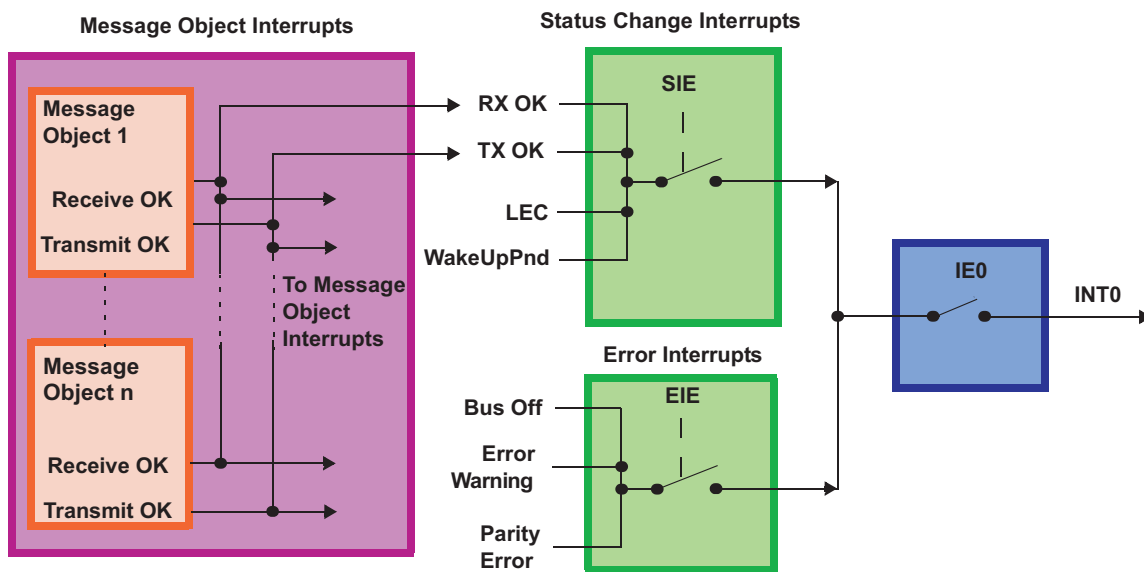 Message Object Interrupts
Status Change Interrupts
Message
Object 1
Receive OK
Transmit OK
To Message
Object
Interrupts
Message
Object n
Receive OK
Transmit OK
RX OK
TX OK
LEC
WakeUpPnd
SIE
Error Interrupts
Bus Off
Error
Warning
Parity
Error
EIE
IE0
INT0